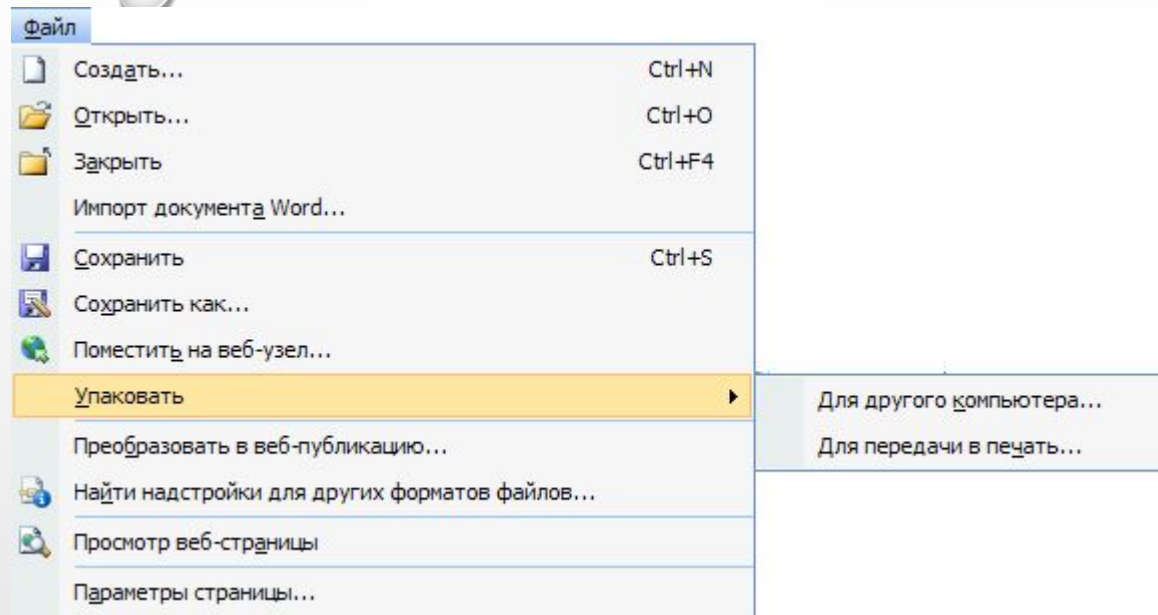 Файл
Создать... Ctrl+N
Открыть... Ctrl+O
Закрыть Ctrl+F4
Импорт документа Word...
Сохранить Ctrl+S
Сохранить как...
Поместить на веб-узел...
Упаковать
Для другого компьютера...
Преобразовать в веб-публикацию...
Для передачи в печать...
Найти надстройки для других форматов файлов...
Просмотр веб-страницы
Параметры страницы...